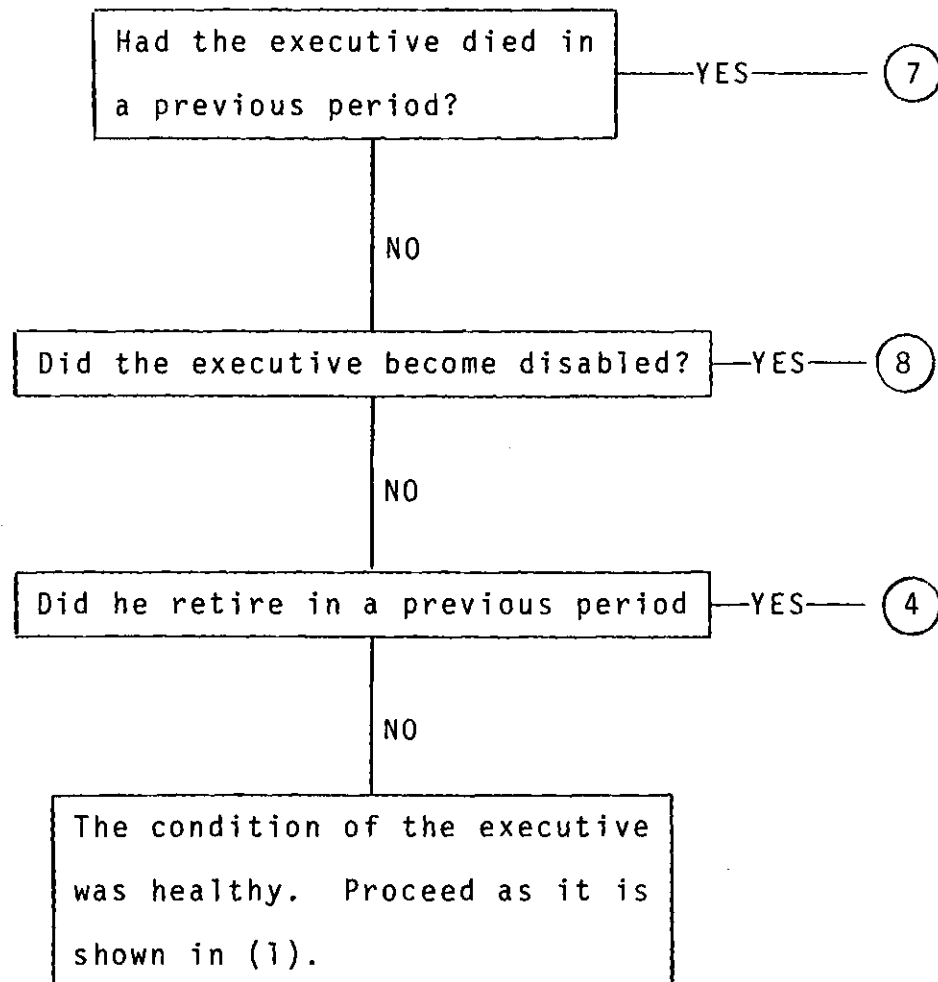 Had the executive died in
a previous period?
YES
7
NO
Did the executive become disabled?
YES
8
NO
Did he retire in a previous period
YES
4
NO
The condition of the executive
was healthy. Proceed as it is
shown in (1).